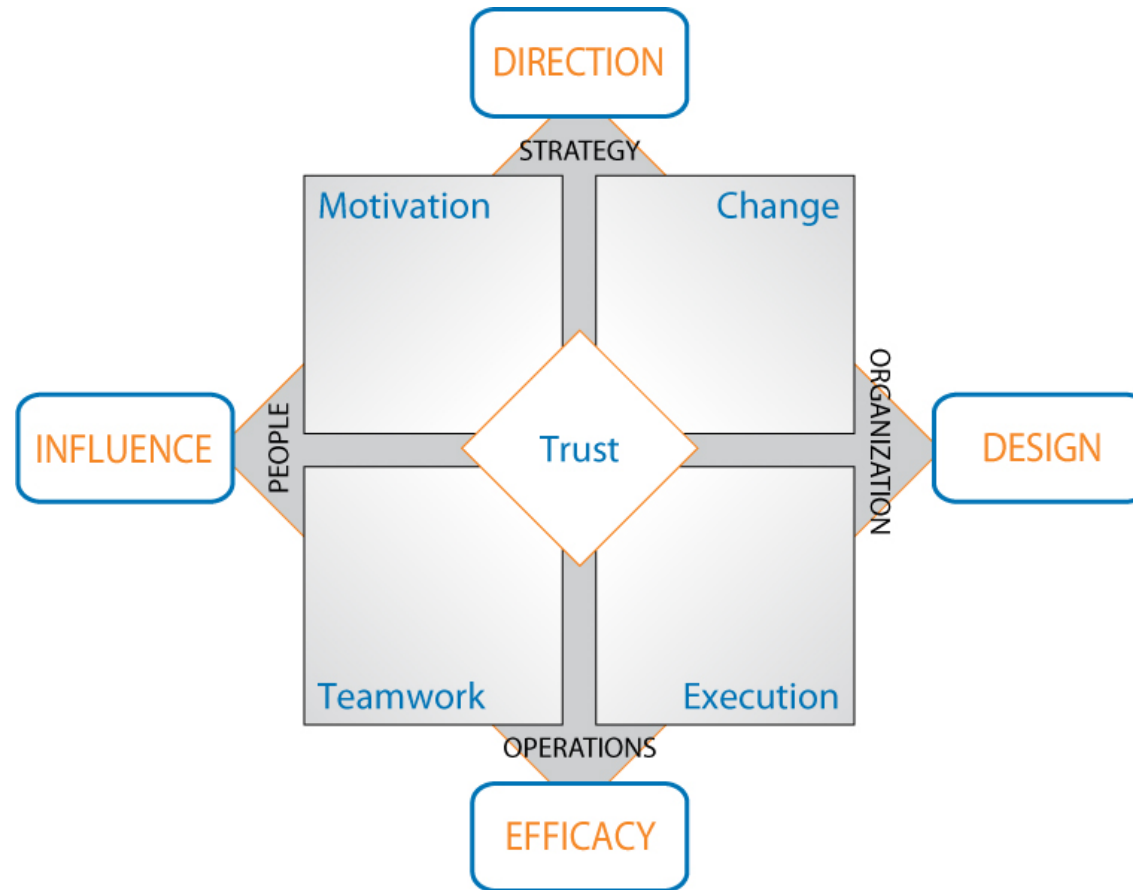 DIRECTION
STRATEGY
Motivation
Change
INFLUENCE
PEOPLE
Trust
ORGANIZATION
DESIGN
Teamwork
Execution
OPERATIONS
EFFICACY